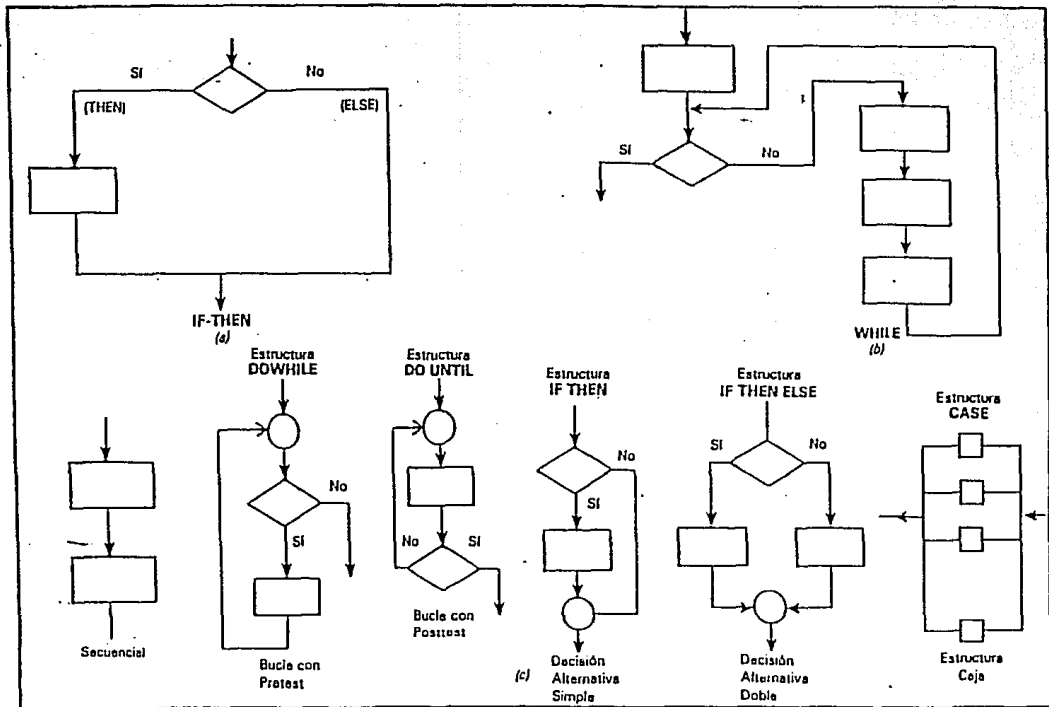 SI
No
(THEN)
(ELSE)
IF-THEN
(a)
SI
No
WHILE
(b)
Estructura
DOWHILE
No
SI
Secuencial
Bucle con
Pretest
Estructura
DO UNTIL
No
SI
Bucle con
Posttest
Estructura
IF THEN
No
SI
(c)
Decisión
Alternativa
Simple
Estructura
IF THEN ELSE
SI
No
Decisión
Alternativa
Doble
Estructura
CASE
Estructura
Caja